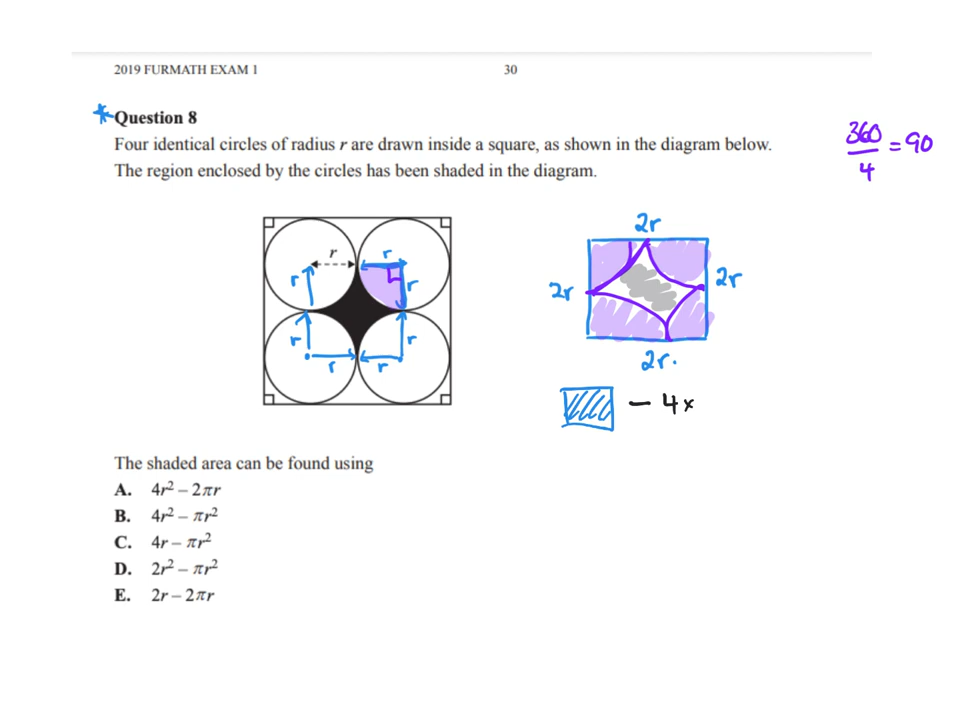 2019 FURMATH EXAM 1 30
*Question 8
Four identical circles of radius r are drawn inside a square, as shown in the diagram below.
The region enclosed by the circles has been shaded in the diagram.
360/4 = 90
r r
r r
r r
r r
2r
2r 2r
2r.
− 4×
The shaded area can be found using
A. 4r² – 2πr
B. 4r² – πr²
C. 4r – πr²
D. 2r² – πr²
E. 2r – 2πr